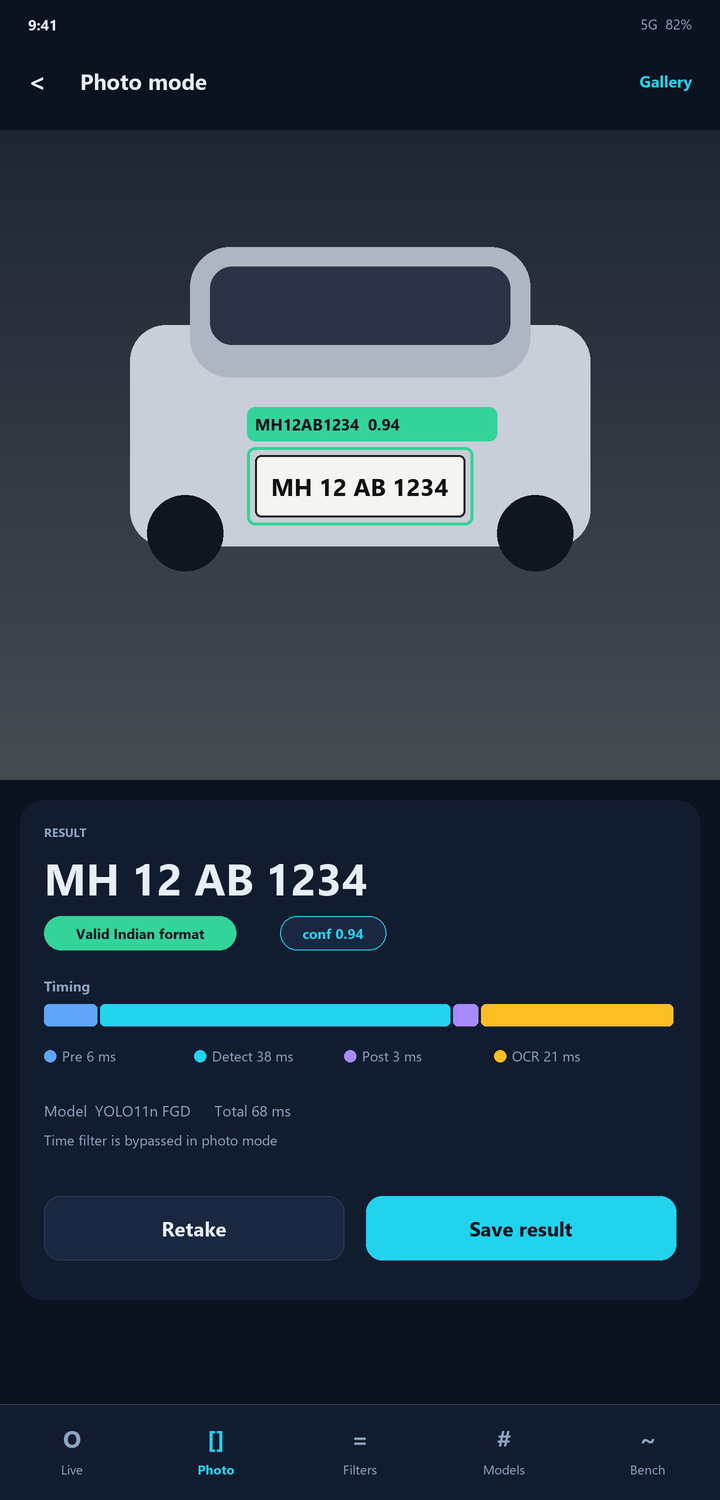 9:41 5G 82%
< Photo mode Gallery
MH12AB1234 0.94
MH 12 AB 1234
RESULT
MH 12 AB 1234
Valid Indian format conf 0.94
Timing
Pre 6 ms Detect 38 ms Post 3 ms OCR 21 ms
Model YOLO11n FGD Total 68 ms
Time filter is bypassed in photo mode
Retake Save result
O [] = # ~
Live Photo Filters Models Bench